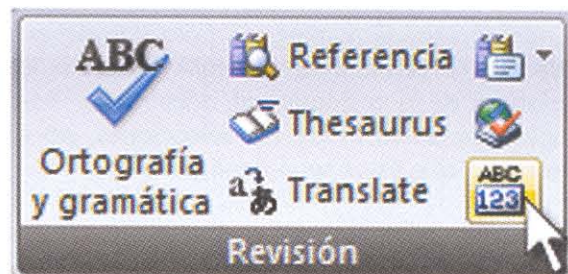 ABC
Ortografía
y gramática
Referencia
Thesaurus
Translate
ABC
123
Revisión